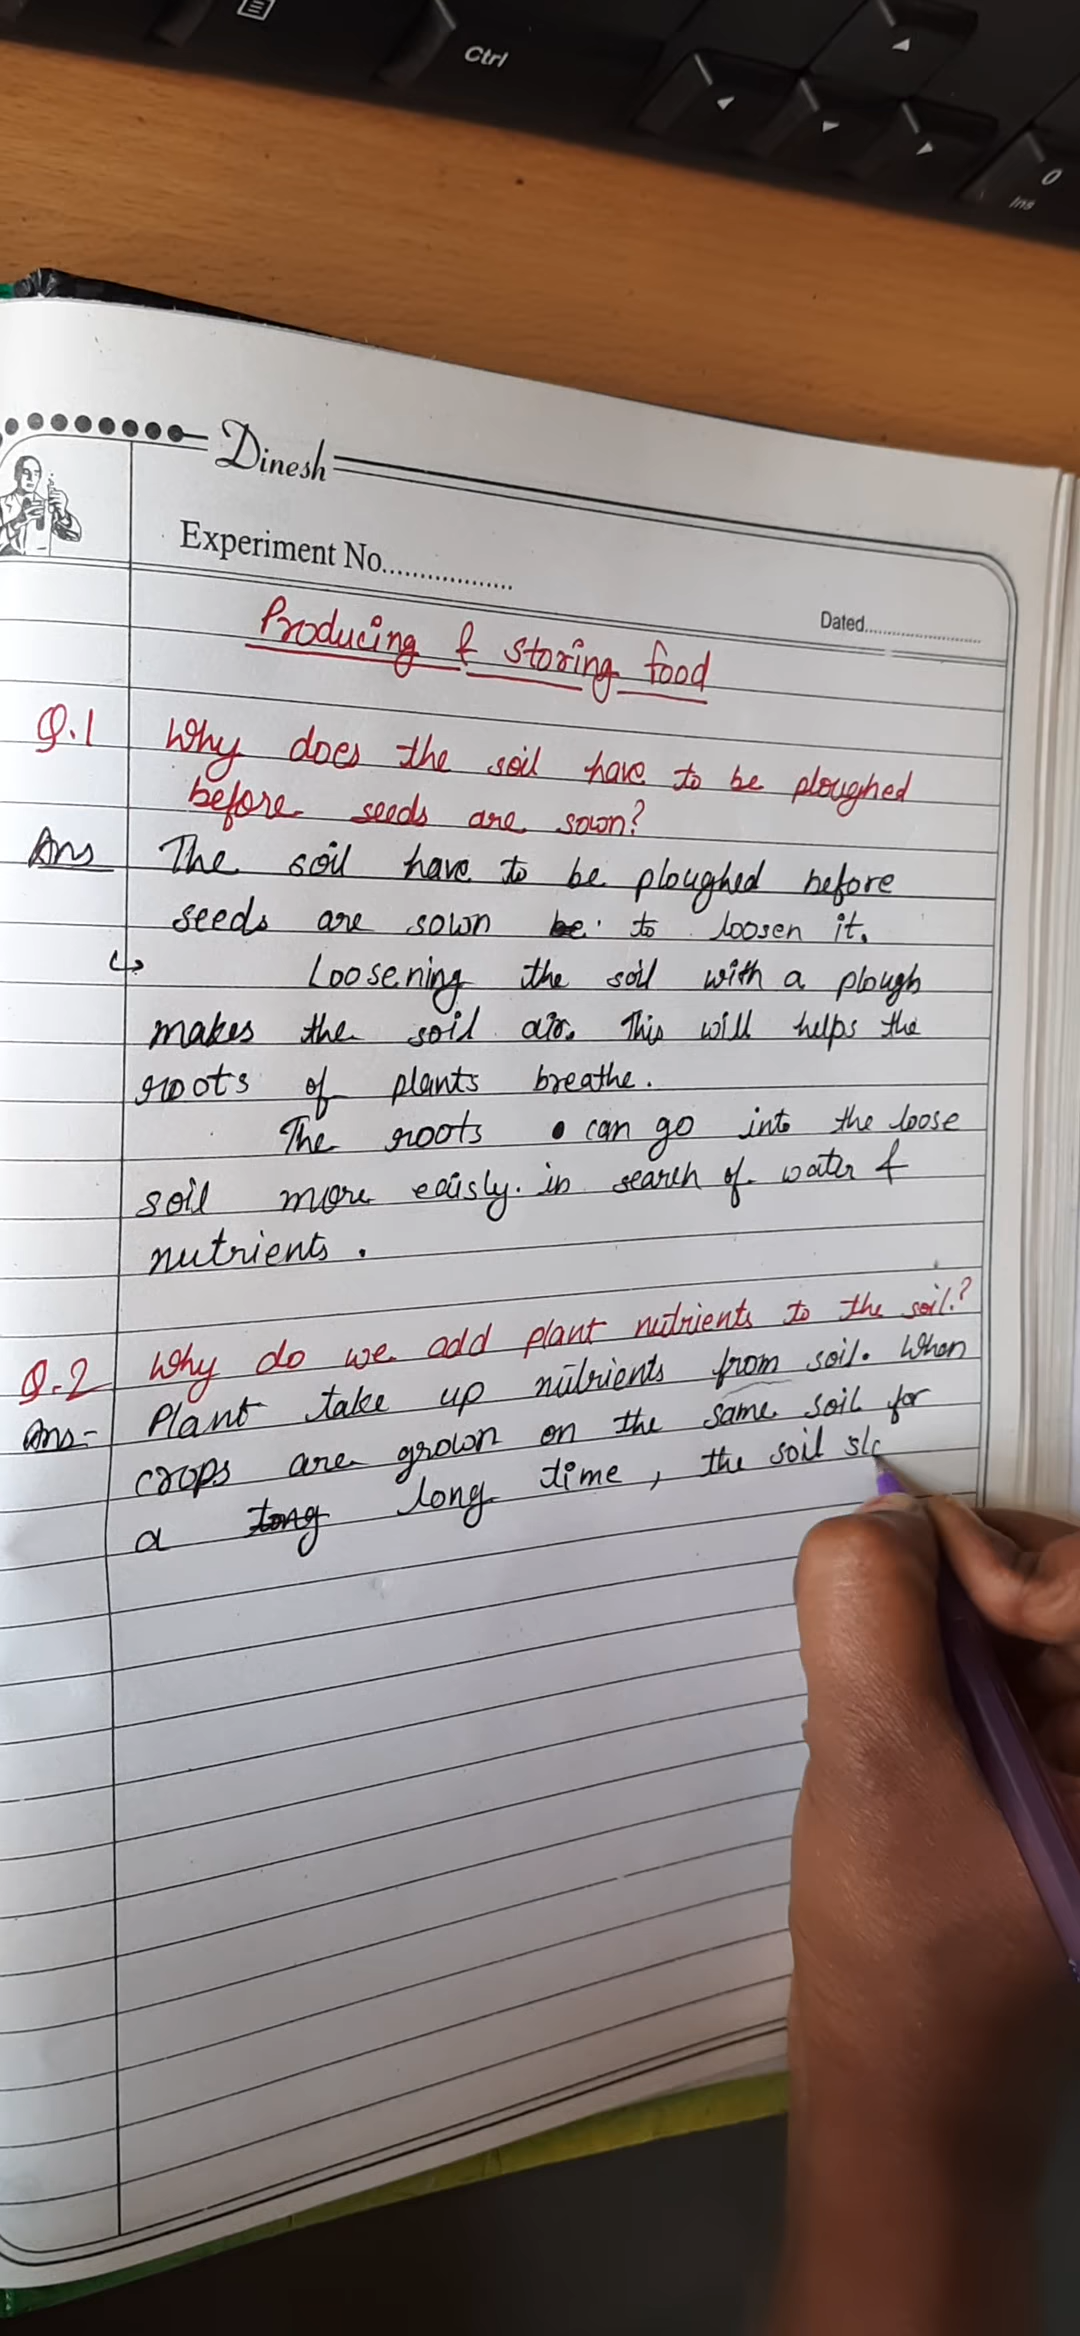 Ctrl
0
Ins
Dinesh
Experiment No..................
Dated..............................
Producing & Storing food
Q.1 Why does the soil have to be ploughed
before seeds are sown?
Ans The soil have to be ploughed before
seeds are sown be to loosen it.
↳ Loosening the soil with a plough
makes the soil air. This will helps the
roots of plants breathe.
The roots can go into the loose
soil more eaisly. in search of water &
nutrients.
Q.2 Why do we add plant nutrients to the soil.?
Ans- Plant take up nutrients from soil. When
crops are grown on the same soil for
a tong long time, the soil slo